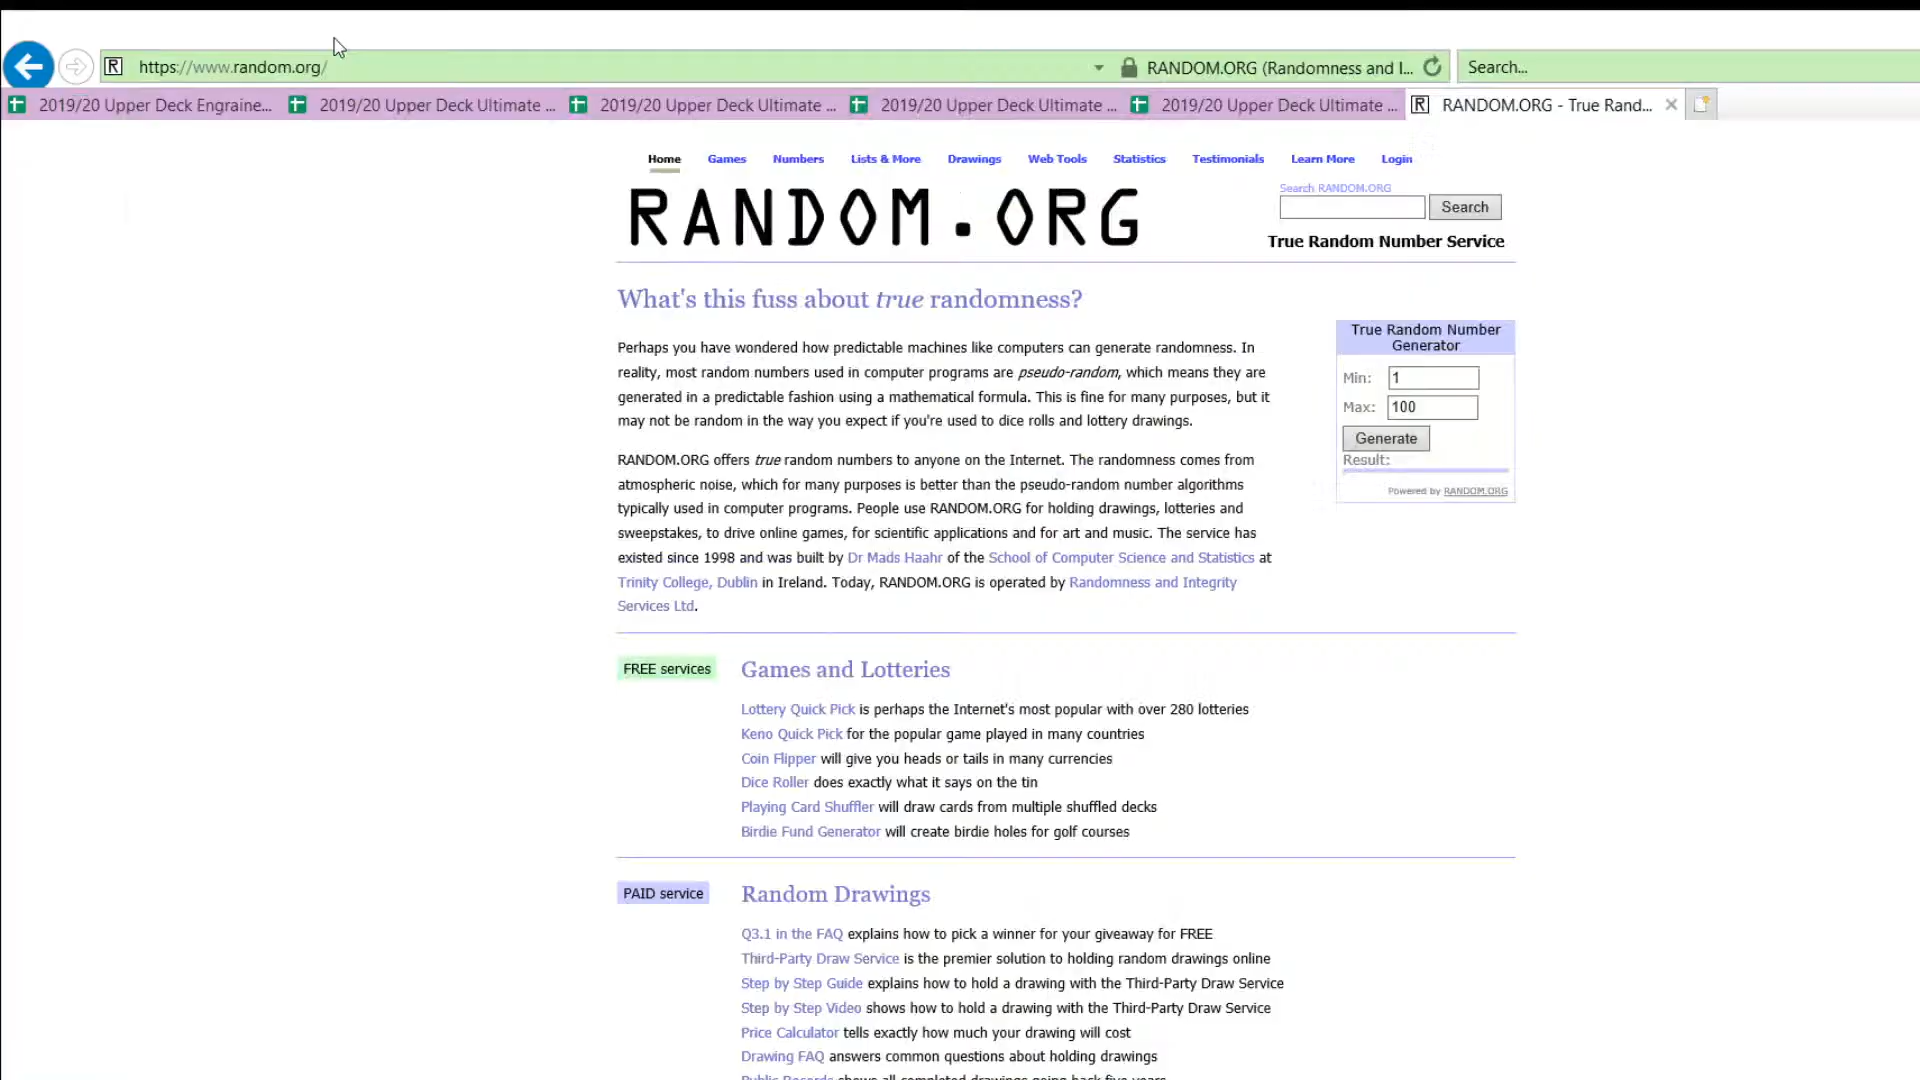 https://www.random.org/
RANDOM.ORG (Randomness and I...
Search...
2019/20 Upper Deck Engraine...
2019/20 Upper Deck Ultimate ...
2019/20 Upper Deck Ultimate ...
2019/20 Upper Deck Ultimate ...
2019/20 Upper Deck Ultimate ...
RANDOM.ORG - True Rand...
Home Games Numbers Lists & More Drawings Web Tools Statistics Testimonials Learn More Login
RANDOM.ORG
Search RANDOM.ORG
Search
True Random Number Service
What's this fuss about true randomness?
Perhaps you have wondered how predictable machines like computers can generate randomness. In
reality, most random numbers used in computer programs are pseudo-random, which means they are
generated in a predictable fashion using a mathematical formula. This is fine for many purposes, but it
may not be random in the way you expect if you're used to dice rolls and lottery drawings.
RANDOM.ORG offers true random numbers to anyone on the Internet. The randomness comes from
atmospheric noise, which for many purposes is better than the pseudo-random number algorithms
typically used in computer programs. People use RANDOM.ORG for holding drawings, lotteries and
sweepstakes, to drive online games, for scientific applications and for art and music. The service has
existed since 1998 and was built by Dr Mads Haahr of the School of Computer Science and Statistics at
Trinity College, Dublin in Ireland. Today, RANDOM.ORG is operated by Randomness and Integrity
Services Ltd.
True Random Number
Generator
Min: 1
Max: 100
Generate
Result:
Powered by RANDOM.ORG
FREE services
Games and Lotteries
Lottery Quick Pick is perhaps the Internet's most popular with over 280 lotteries
Keno Quick Pick for the popular game played in many countries
Coin Flipper will give you heads or tails in many currencies
Dice Roller does exactly what it says on the tin
Playing Card Shuffler will draw cards from multiple shuffled decks
Birdie Fund Generator will create birdie holes for golf courses
PAID service
Random Drawings
Q3.1 in the FAQ explains how to pick a winner for your giveaway for FREE
Third-Party Draw Service is the premier solution to holding random drawings online
Step by Step Guide explains how to hold a drawing with the Third-Party Draw Service
Step by Step Video shows how to hold a drawing with the Third-Party Draw Service
Price Calculator tells exactly how much your drawing will cost
Drawing FAQ answers common questions about holding drawings
Public Records shows all completed drawings going back five years